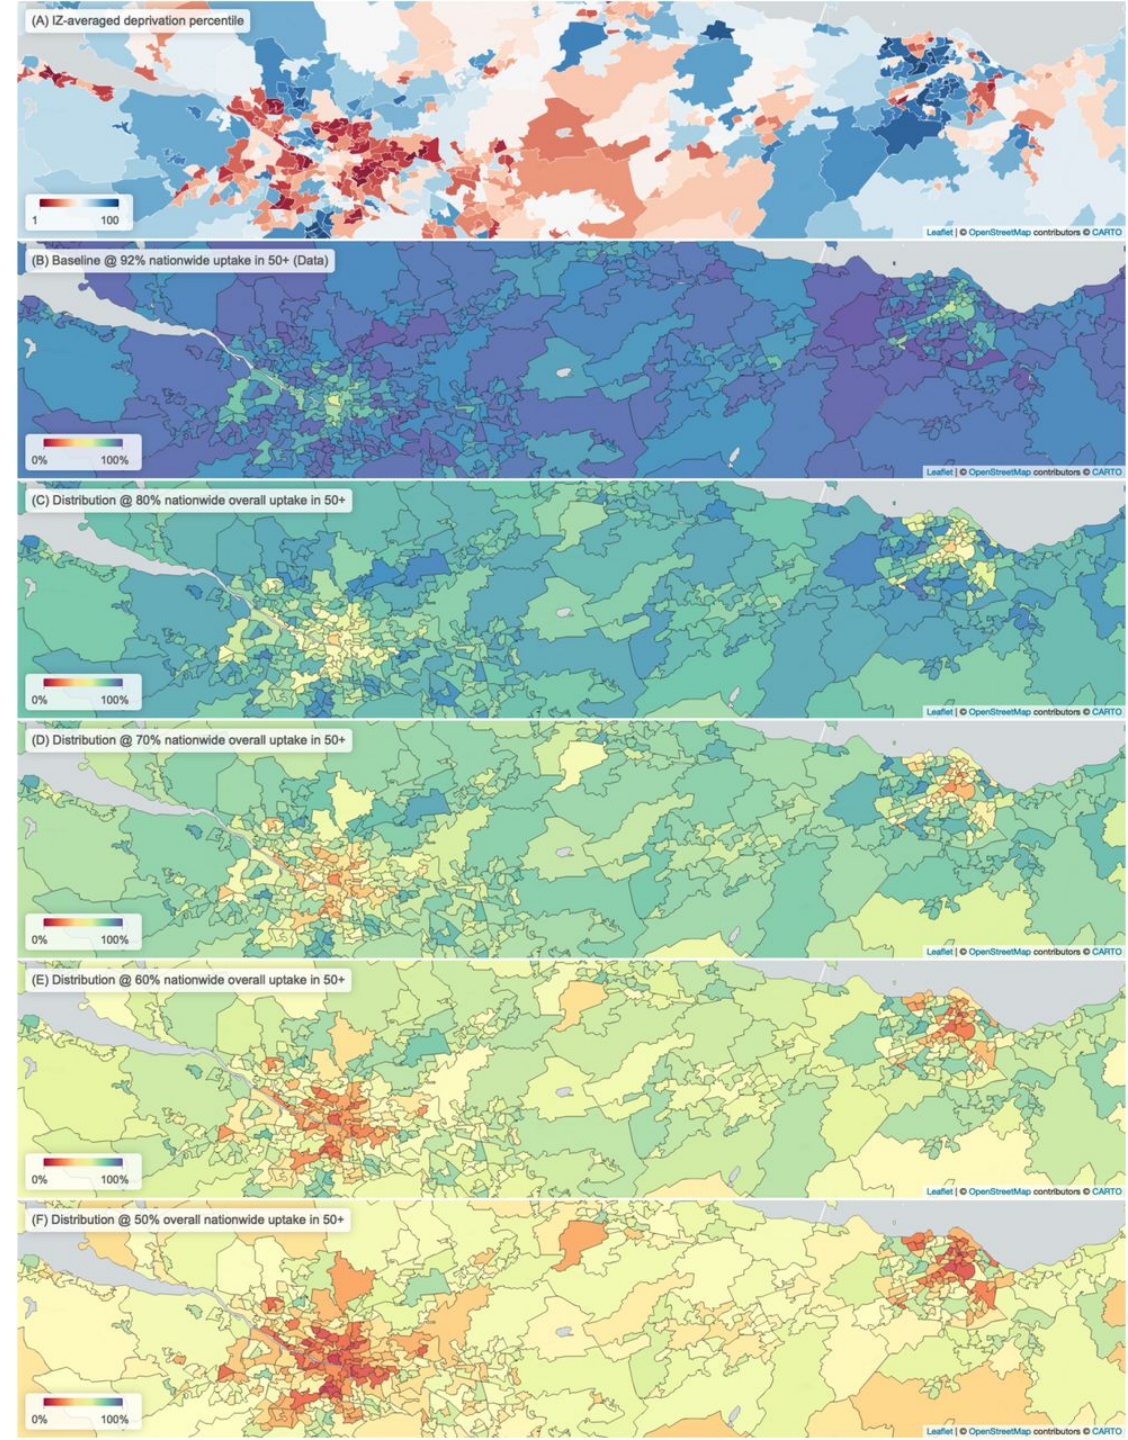 (A) IZ-averaged deprivation percentile
1 100
Leaflet | © OpenStreetMap contributors © CARTO
(B) Baseline @ 92% nationwide uptake in 50+ (Data)
0% 100%
Leaflet | © OpenStreetMap contributors © CARTO
(C) Distribution @ 80% nationwide overall uptake in 50+
0% 100%
Leaflet | © OpenStreetMap contributors © CARTO
(D) Distribution @ 70% nationwide overall uptake in 50+
0% 100%
Leaflet | © OpenStreetMap contributors © CARTO
(E) Distribution @ 60% nationwide overall uptake in 50+
0% 100%
Leaflet | © OpenStreetMap contributors © CARTO
(F) Distribution @ 50% overall nationwide uptake in 50+
0% 100%
Leaflet | © OpenStreetMap contributors © CARTO